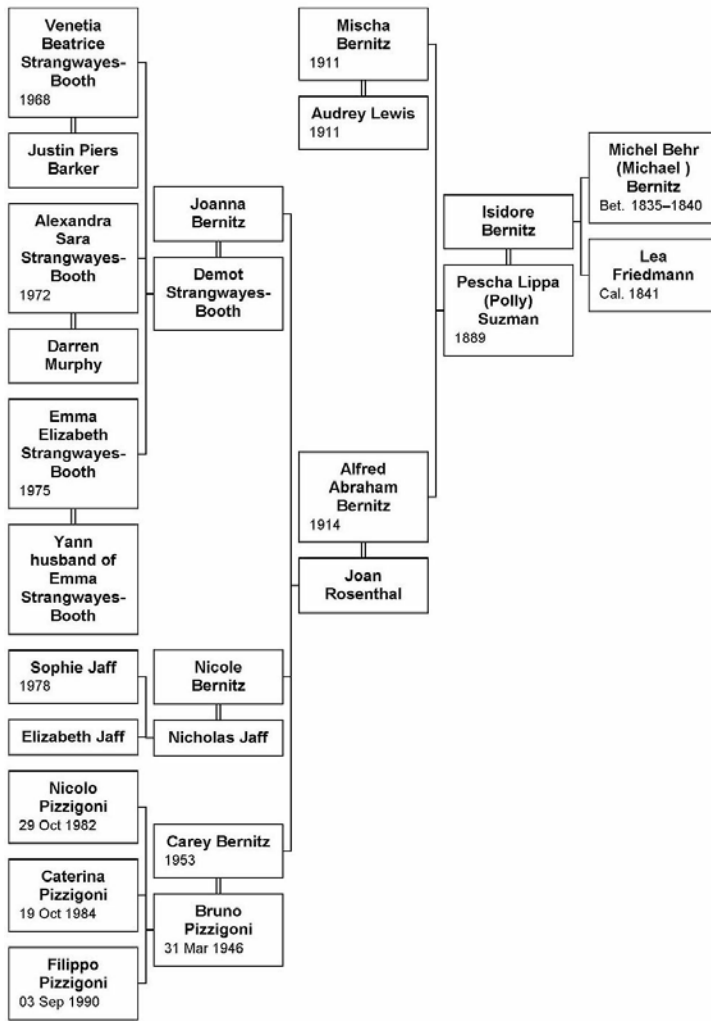 Venetia
Beatrice
Strangwayes-
Booth
1968
Justin Piers
Barker
Alexandra
Sara
Strangwayes-
Booth
1972
Darren
Murphy
Emma
Elizabeth
Strangwayes-
Booth
1975
Yann
husband of
Emma
Strangwayes-
Booth
Sophie Jaff
1978
Elizabeth Jaff
Nicolo
Pizzigoni
29 Oct 1982
Caterina
Pizzigoni
19 Oct 1984
Filippo
Pizzigoni
03 Sep 1990
Joanna
Bernitz
Demot
Strangwayes-
Booth
Nicole
Bernitz
Nicholas Jaff
Carey Bernitz
1953
Bruno
Pizzigoni
31 Mar 1946
Mischa
Bernitz
1911
Audrey Lewis
1911
Alfred
Abraham
Bernitz
1914
Joan
Rosenthal
Isidore
Bernitz
Pescha Lippa
(Polly)
Suzman
1889
Michel Behr
(Michael )
Bernitz
Bet. 1835–1840
Lea
Friedmann
Cal. 1841